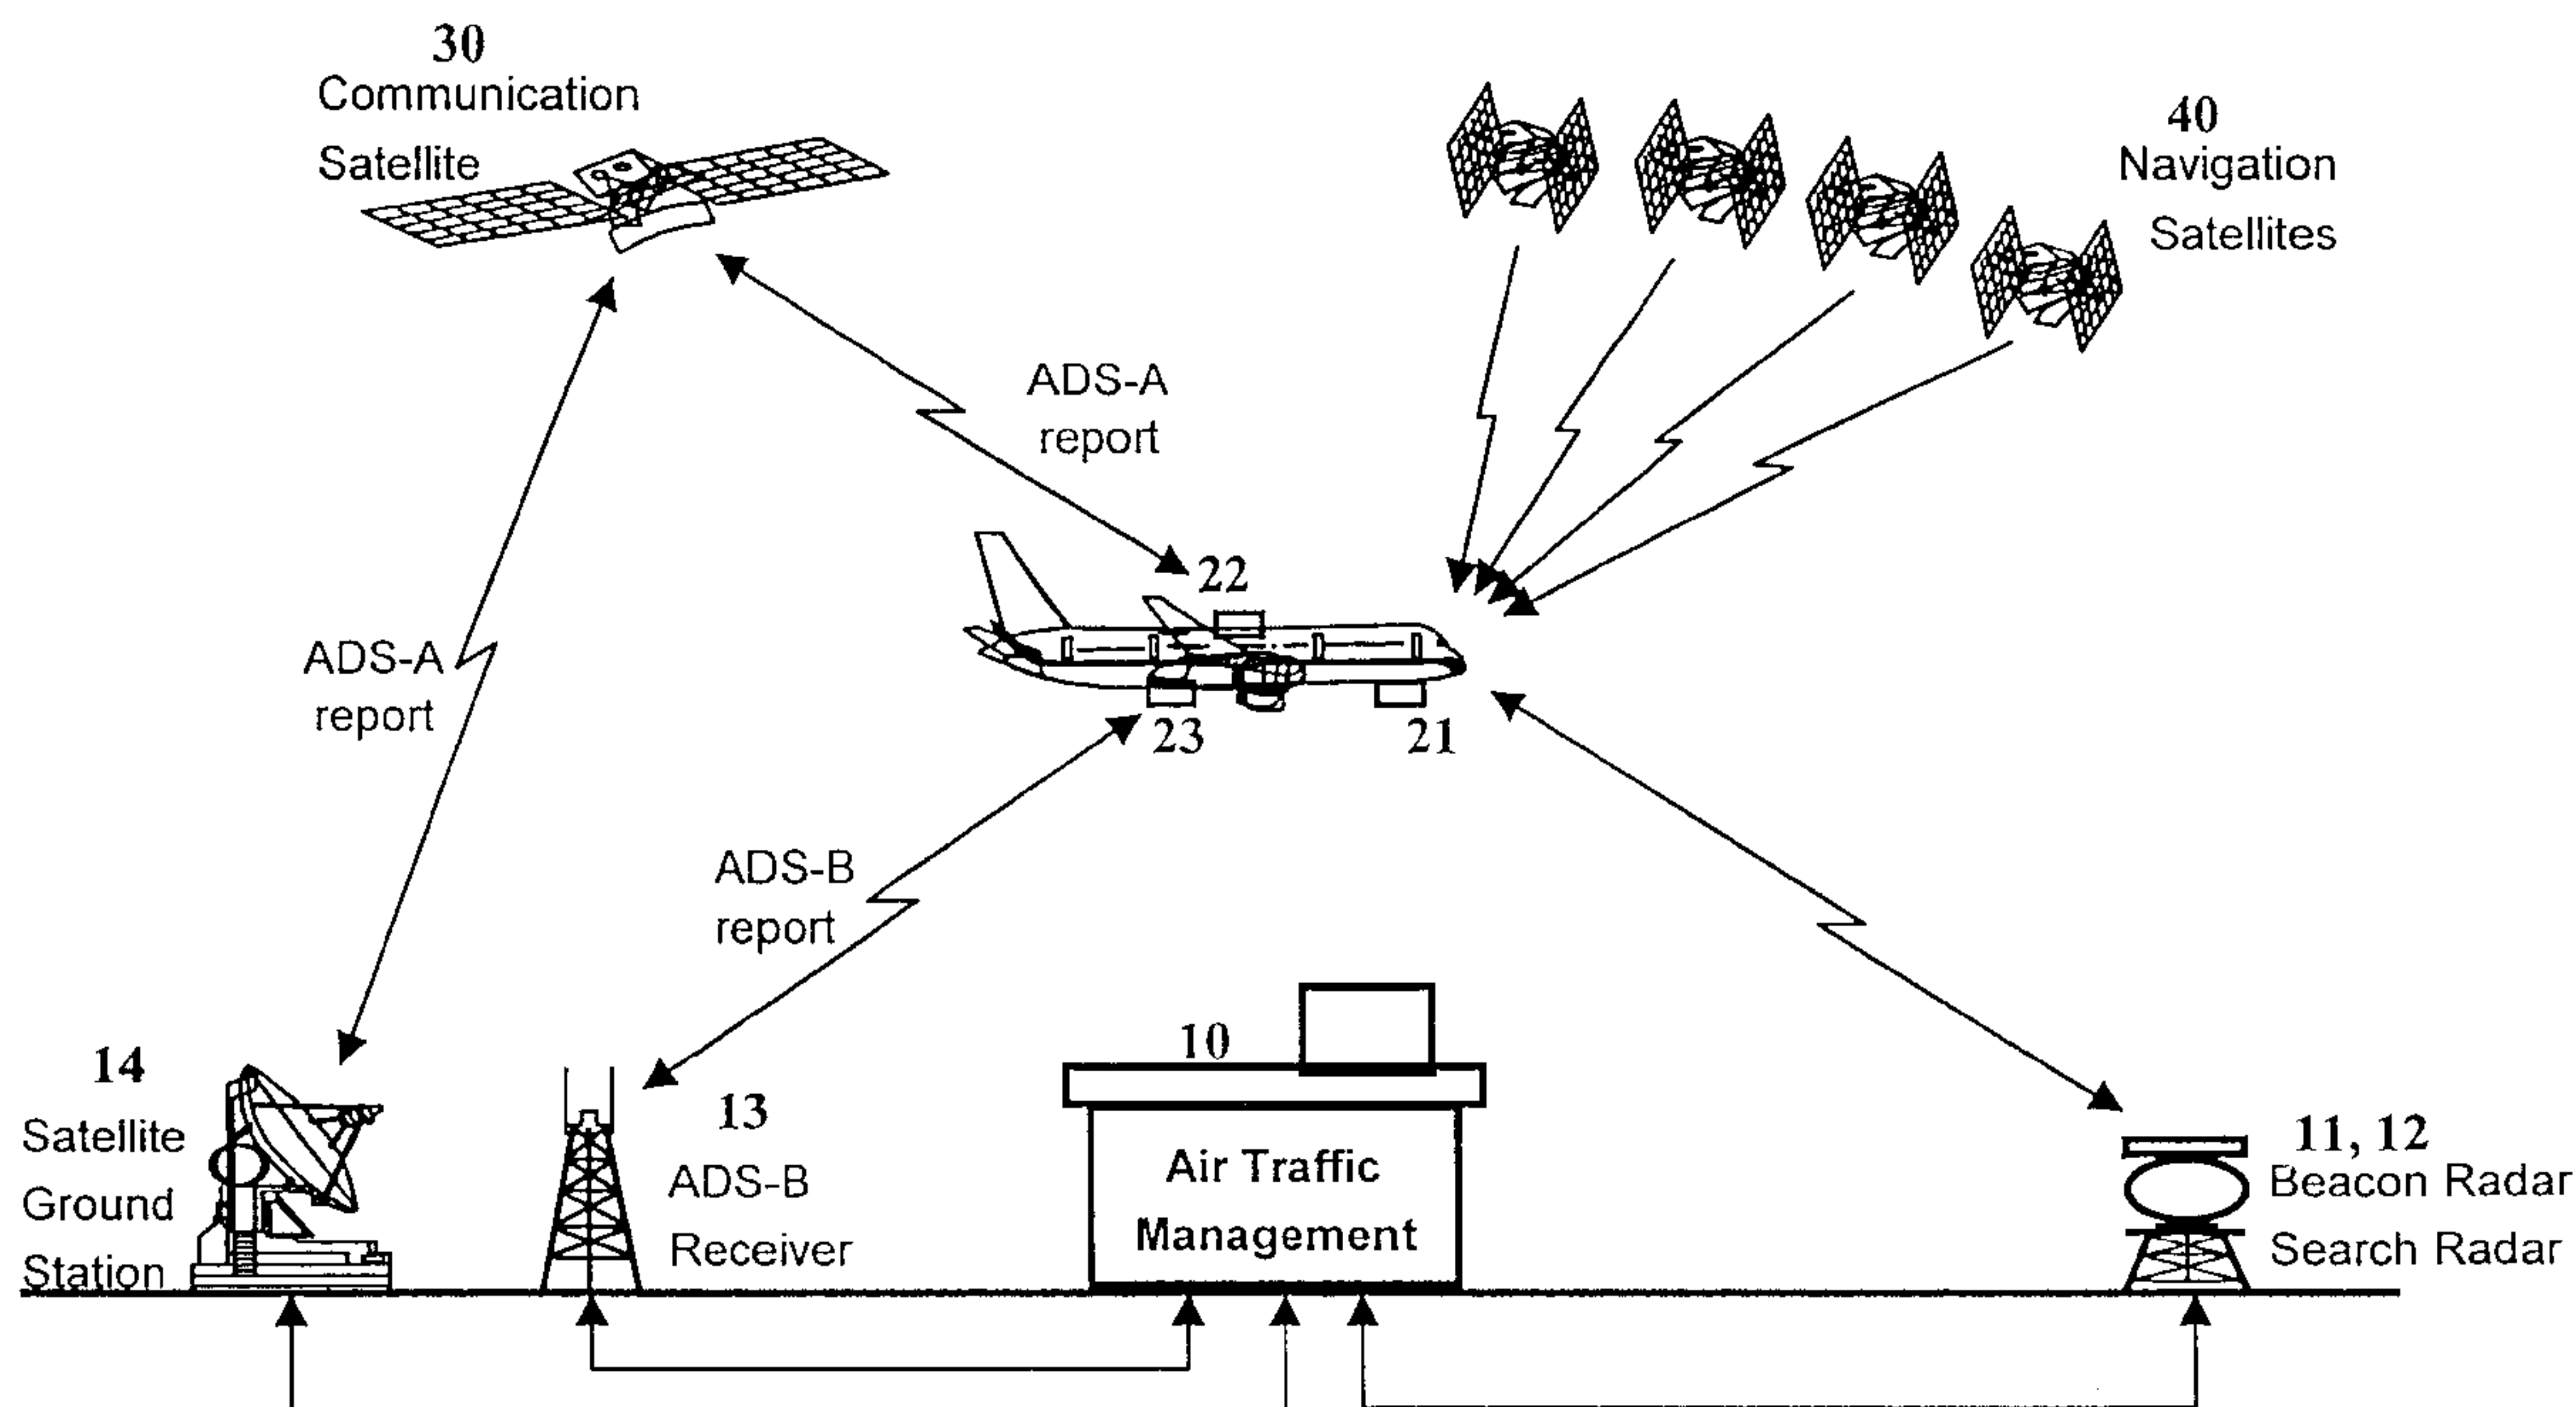 30
Communication
Satellite
40
Navigation
Satellites
ADS-A
report
22
ADS-A
report
23
21
ADS-B
report
14
Satellite
Ground
Station
13
ADS-B
Receiver
10
Air Traffic
Management
11, 12
Beacon Radar
Search Radar